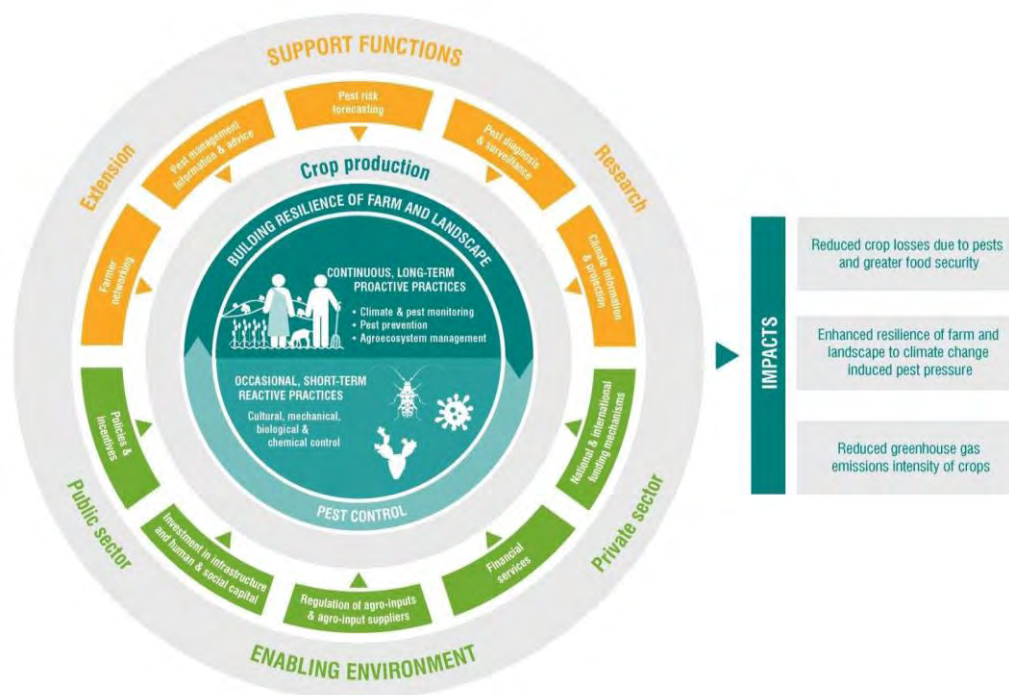 SUPPORT FUNCTIONS
Extension
Research
Pest risk
forecasting
Pest management
information & advice
Pest diagnosis
& surveillance
Farmer
networking
Climate information
& projection
Crop production
BUILDING RESILIENCE OF FARM AND LANDSCAPE
CONTINUOUS, LONG-TERM
PROACTIVE PRACTICES
• Climate & pest monitoring
• Pest prevention
• Agroecosystem management
OCCASIONAL, SHORT-TERM
REACTIVE PRACTICES
Cultural, mechanical,
biological &
chemical control
PEST CONTROL
Policies &
incentives
National & international
funding mechanisms
Investment in infrastructure
and human & social capital
Financial
services
Regulation of agro-inputs
& agro-input suppliers
Public sector
Private sector
ENABLING ENVIRONMENT
IMPACTS
Reduced crop losses due to pests
and greater food security
Enhanced resilience of farm and
landscape to climate change
induced pest pressure
Reduced greenhouse gas
emissions intensity of crops